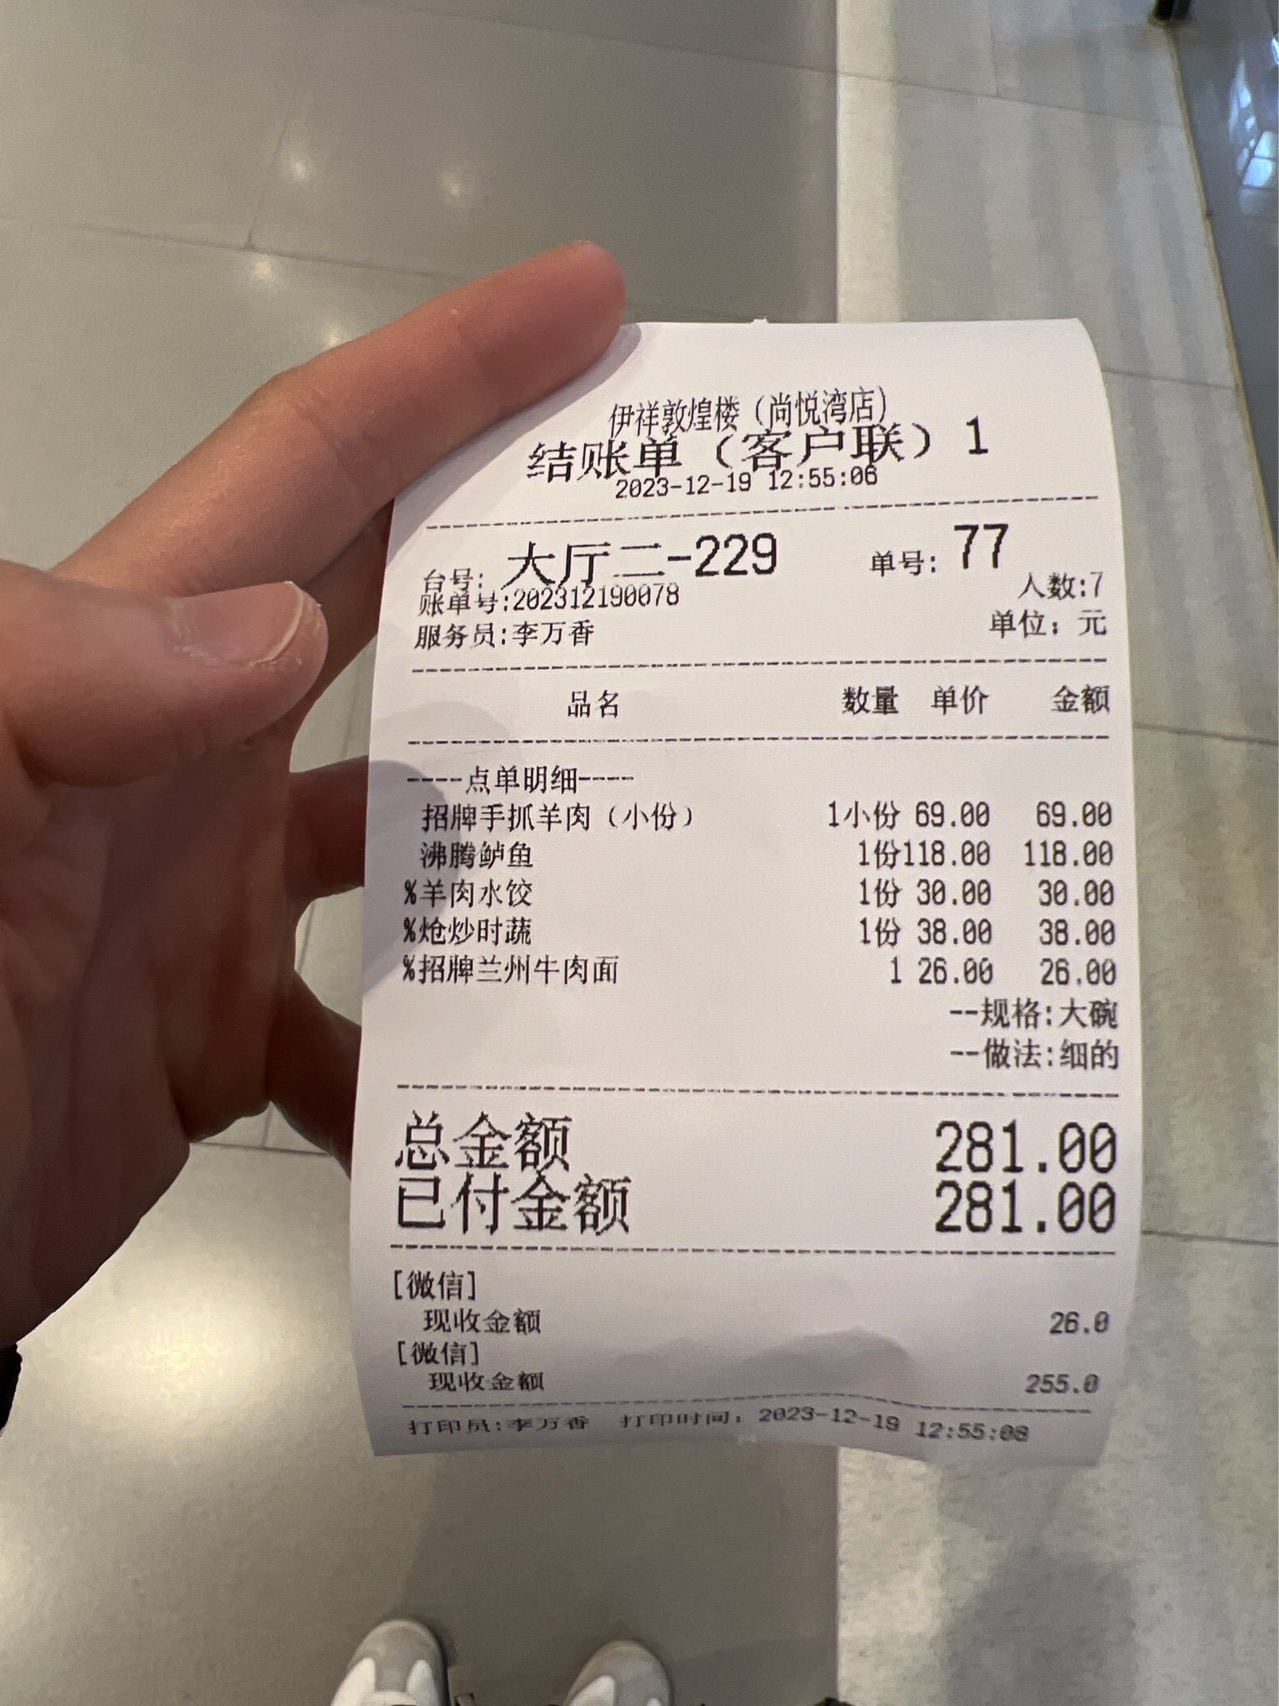 伊祥敦煌楼（尚悦湾店）
结账单（客户联）1
2023-12-19 12:55:06
台号: 大厅二-229 单号: 77
账单号:202312190078 人数:7
服务员:李万香 单位：元
品名 数量 单价 金额
----点单明细----
招牌手抓羊肉（小份） 1小份 69.00 69.00
沸腾鲈鱼 1份118.00 118.00
%羊肉水饺 1份 30.00 30.00
%炝炒时蔬 1份 38.00 38.00
%招牌兰州牛肉面 1 26.00 26.00
--规格:大碗
--做法:细的
总金额 281.00
已付金额 281.00
[微信]
现收金额 26.0
[微信]
现收金额 255.0
打印员:李万香 打印时间：2023-12-19 12:55:08